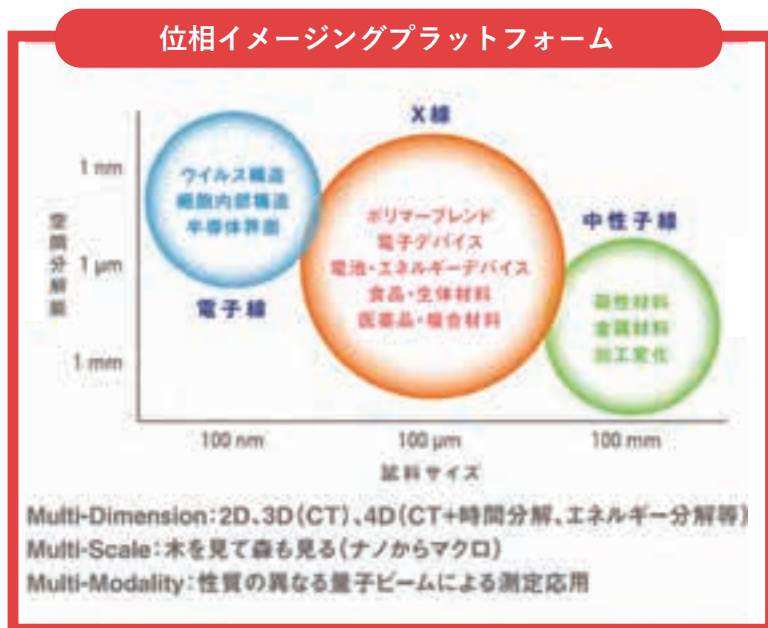 位相イメージングプラットフォーム
X線
1 nm
ウイルス構造
細胞内部構造
半導体界面
ポリマーブレンド
電子デバイス
電池・エネルギーデバイス
食品・生体材料
医薬品・複合材料
中性子線
空間分解能
1 μm
電子線
磁性材料
金属材料
加工変化
1 mm
100 nm
100 μm
100 mm
試料サイズ
Multi-Dimension:2D、3D(CT)、4D(CT+時間分解、エネルギー分解等)
Multi-Scale:木を見て森も見る(ナノからマクロ)
Multi-Modality:性質の異なる量子ビームによる測定応用